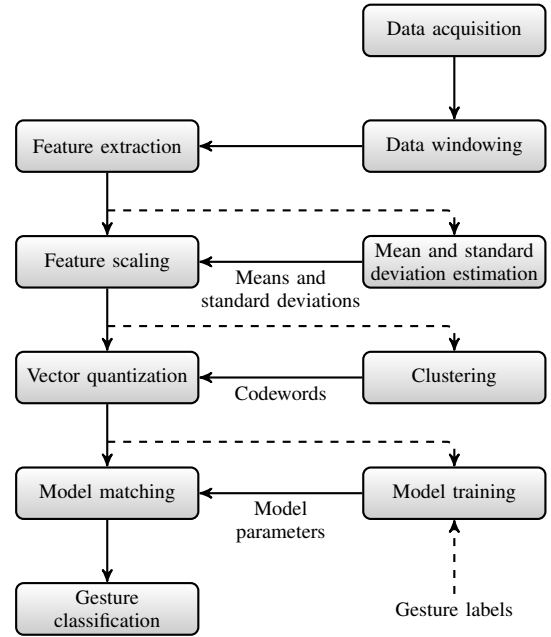 Data acquisition
Feature extraction
Data windowing
Feature scaling
Mean and standard
deviation estimation
Means and
standard deviations
Vector quantization
Clustering
Codewords
Model matching
Model training
Model
parameters
Gesture
classification
Gesture labels